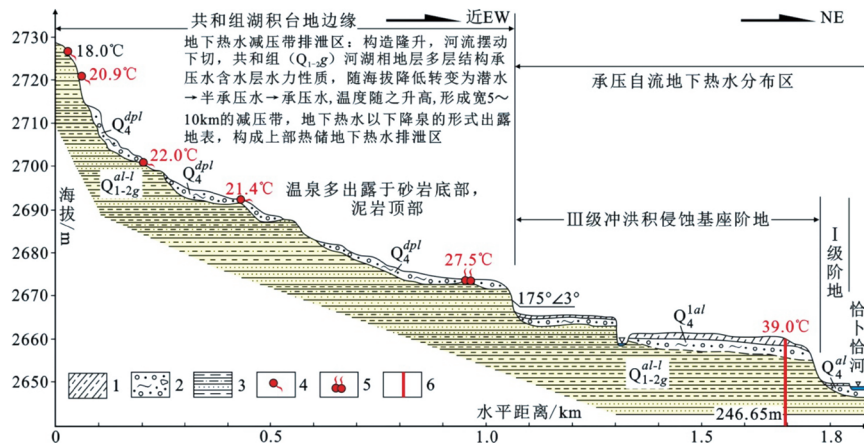 共和组湖积台地边缘
近EW
NE
地下热水减压带排泄区：构造隆升，河流摆动
下切，共和组（Q1-2g）河湖相地层多层结构承
压水含水层水力性质，随海拔降低转变为潜水
→半承压水→承压水,温度随之升高,形成宽5～
10km的减压带，地下热水以下降泉的形式出露
地表，构成上部热储地下热水排泄区
承压自流地下热水分布区
2730
18.0℃
2720
20.9℃
Q4dpl
2710
2700
22.0℃
Q4dpl
Q1-2g al-l
21.4℃
温泉多出露于砂岩底部，
泥岩顶部
海拔/m
2690
Ⅲ级冲洪积侵蚀基座阶地
Ⅰ级阶地
恰卜恰河
2680
Q4dpl
27.5℃
2670
175°∠3°
2660
Q4 1al
39.0℃
Q1-2g al-l
Q4 al
2650
1
2
3
4
5
6
水平距离/km
246.65m
0
0.5
1.0
1.5